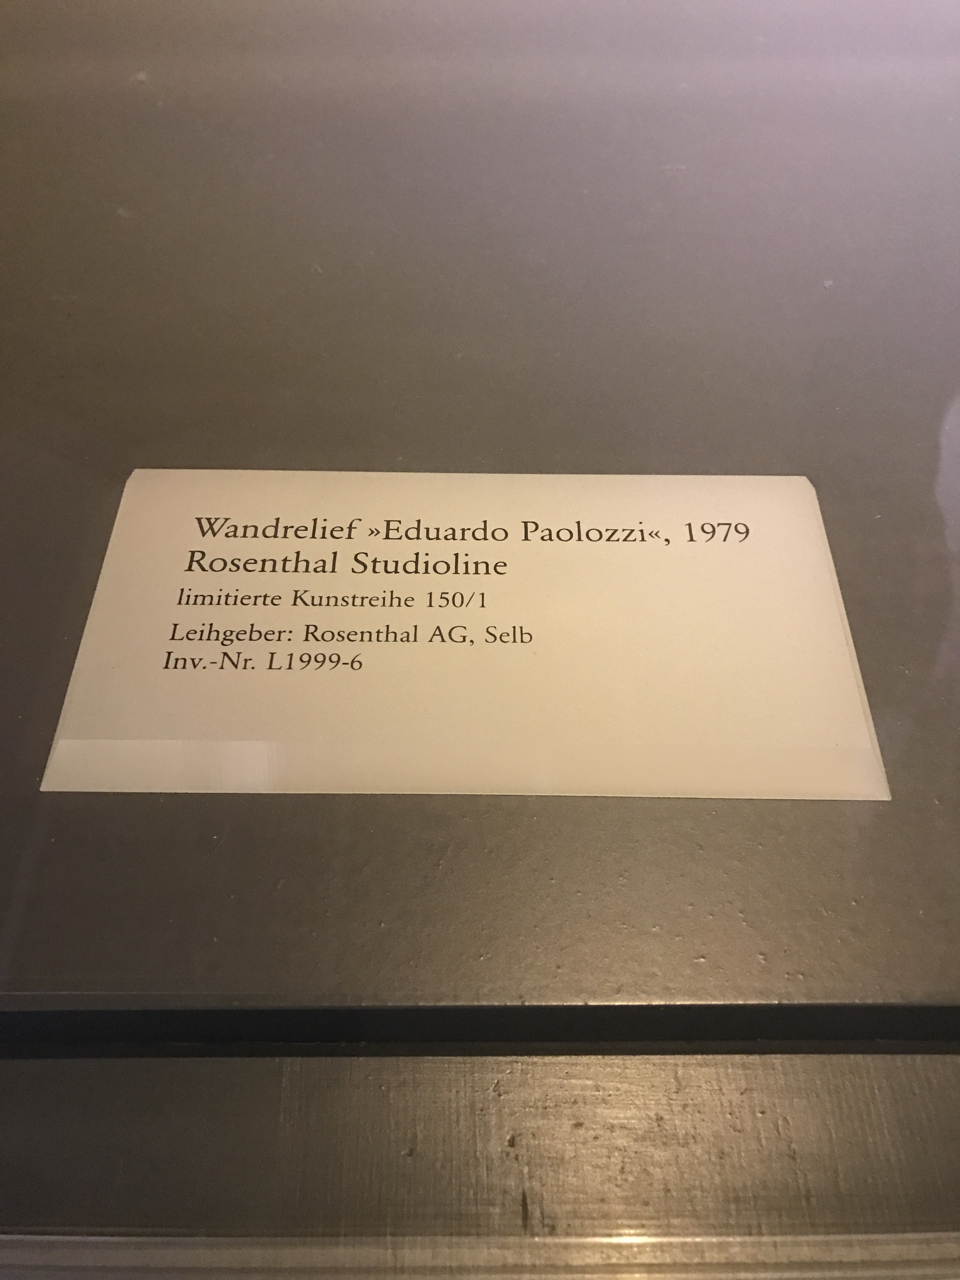 Wandrelief »Eduardo Paolozzi«, 1979
Rosenthal Studioline
limitierte Kunstreihe 150/1
Leihgeber: Rosenthal AG, Selb
Inv.-Nr. L1999-6